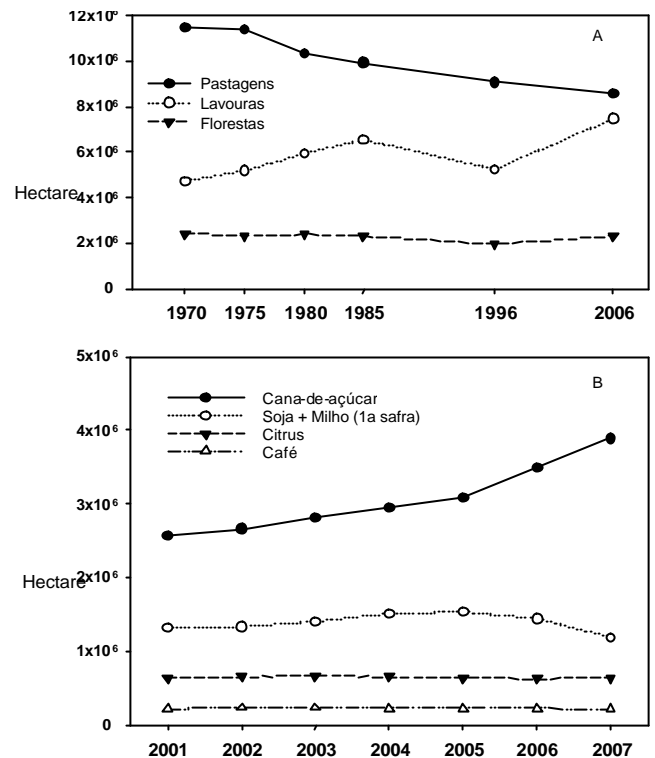 12x10⁶
A
10x10⁶
Pastagens
Lavouras
Florestas
8x10⁶
6x10⁶
Hectare
4x10⁶
2x10⁶
0
1970 1975 1980 1985 1996 2006
5x10⁶
B
Cana-de-açúcar
Soja + Milho (1a safra)
Citrus
Café
4x10⁶
3x10⁶
Hectare
2x10⁶
1x10⁶
0
2001 2002 2003 2004 2005 2006 2007